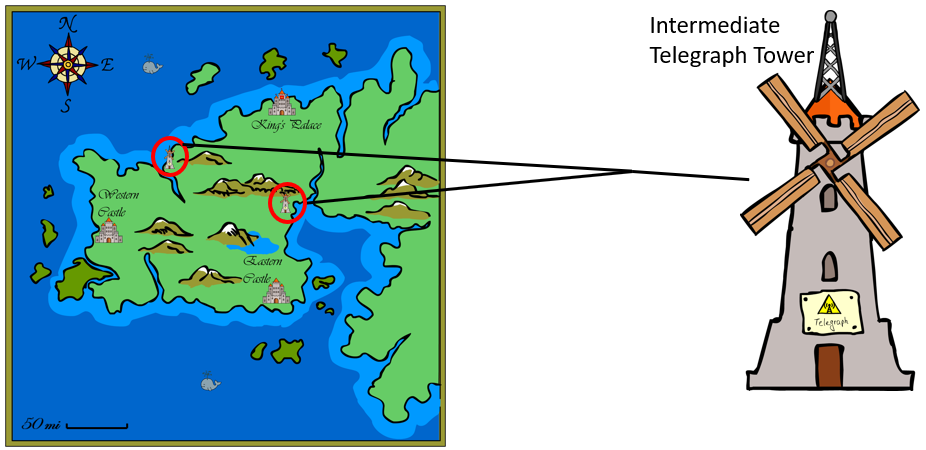 N
W E
S
King's Palace
Western
Castle
Eastern
Castle
50 mi
Intermediate
Telegraph Tower
Telegraph